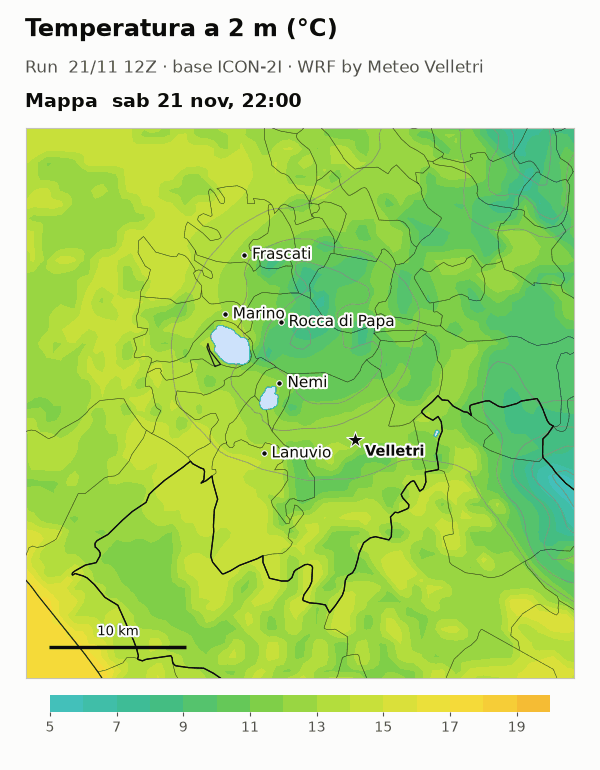 Temperatura a 2 m (°C)
Run  21/11 12Z · base ICON-2I · WRF by Meteo Velletri
Mappa  sab 21 nov, 22:00
Frascati
Marino
Rocca di Papa
Nemi
Velletri
Lanuvio
10 km
5 7 9 11 13 15 17 19